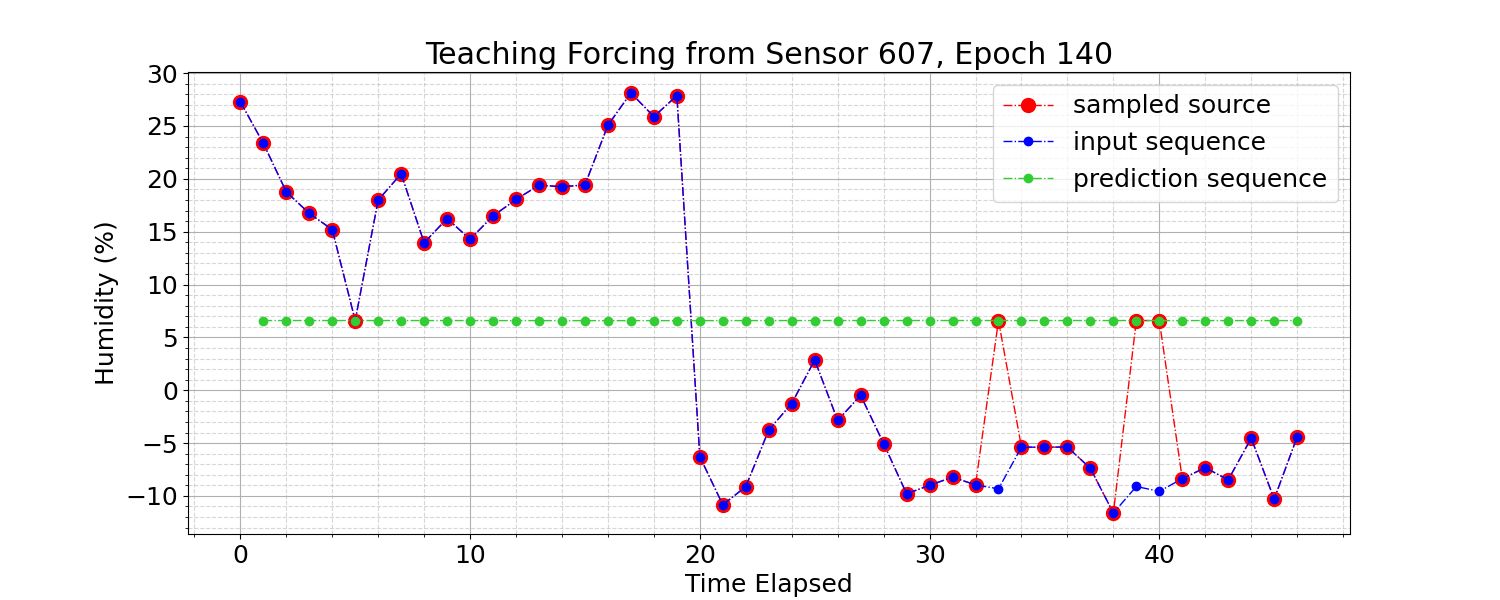 Teaching Forcing from Sensor 607, Epoch 140
30
25
20
15
10
5
0
−5
−10
Humidity (%)
sampled source
input sequence
prediction sequence
0 10 20 30 40
Time Elapsed